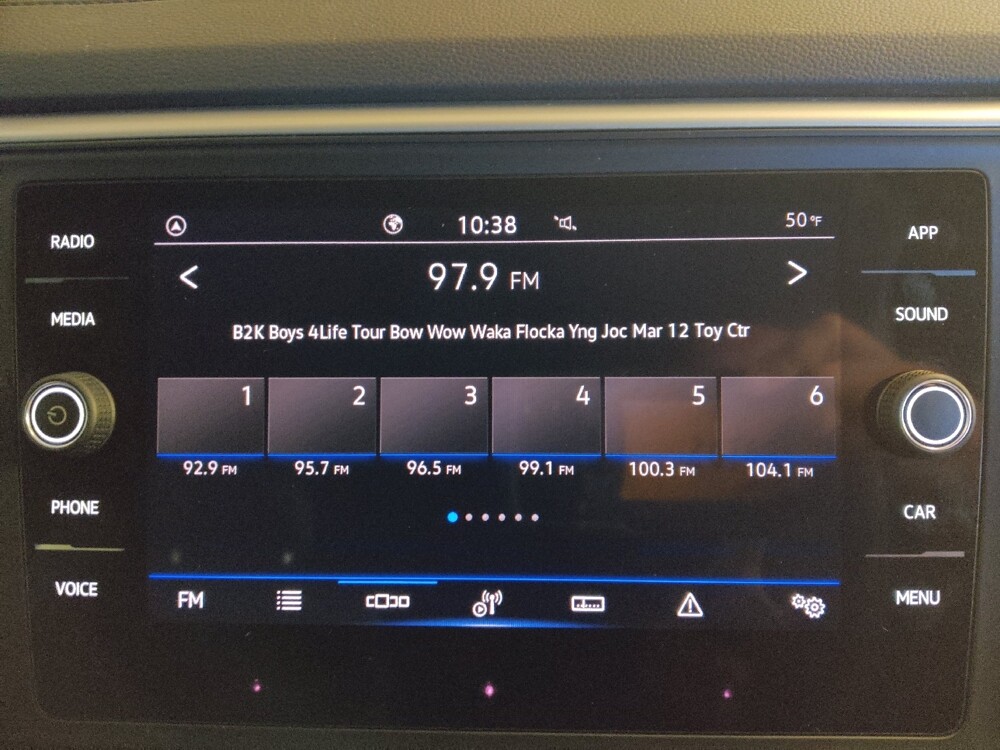 10:38 50°F
RADIO APP
97.9 FM
MEDIA SOUND
B2K Boys 4Life Tour Bow Wow Waka Flocka Yng Joc Mar 12 Toy Ctr
1 2 3 4 5 6
92.9 FM 95.7 FM 96.5 FM 99.1 FM 100.3 FM 104.1 FM
PHONE CAR
VOICE MENU
FM